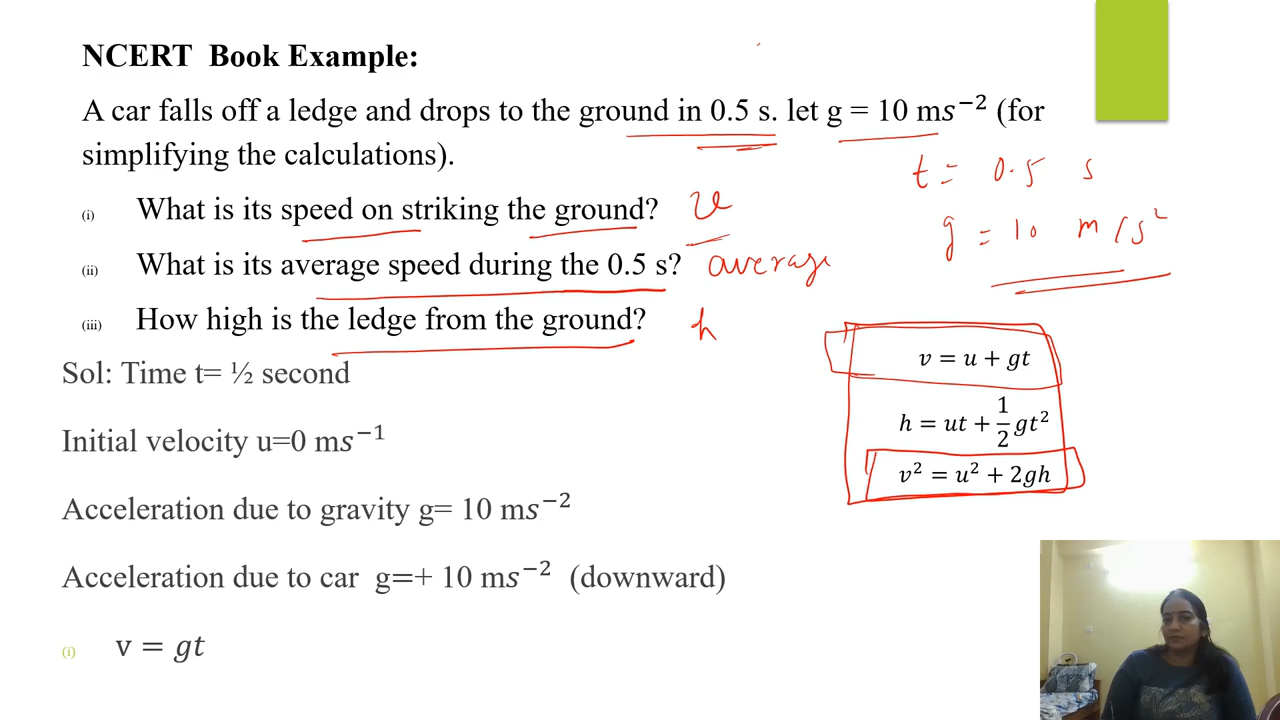 NCERT Book Example:
A car falls off a ledge and drops to the ground in 0.5 s. let g = 10 ms⁻² (for
simplifying the calculations).
(i) What is its speed on striking the ground? v
(ii) What is its average speed during the 0.5 s? average
(iii) How high is the ledge from the ground? h
t = 0.5 s
g = 10 m/s²
v = u + gt
h = ut + 1/2 gt²
v² = u² + 2gh
Sol: Time t= ½ second
Initial velocity u=0 ms⁻¹
Acceleration due to gravity g= 10 ms⁻²
Acceleration due to car g=+ 10 ms⁻² (downward)
(i) v = gt